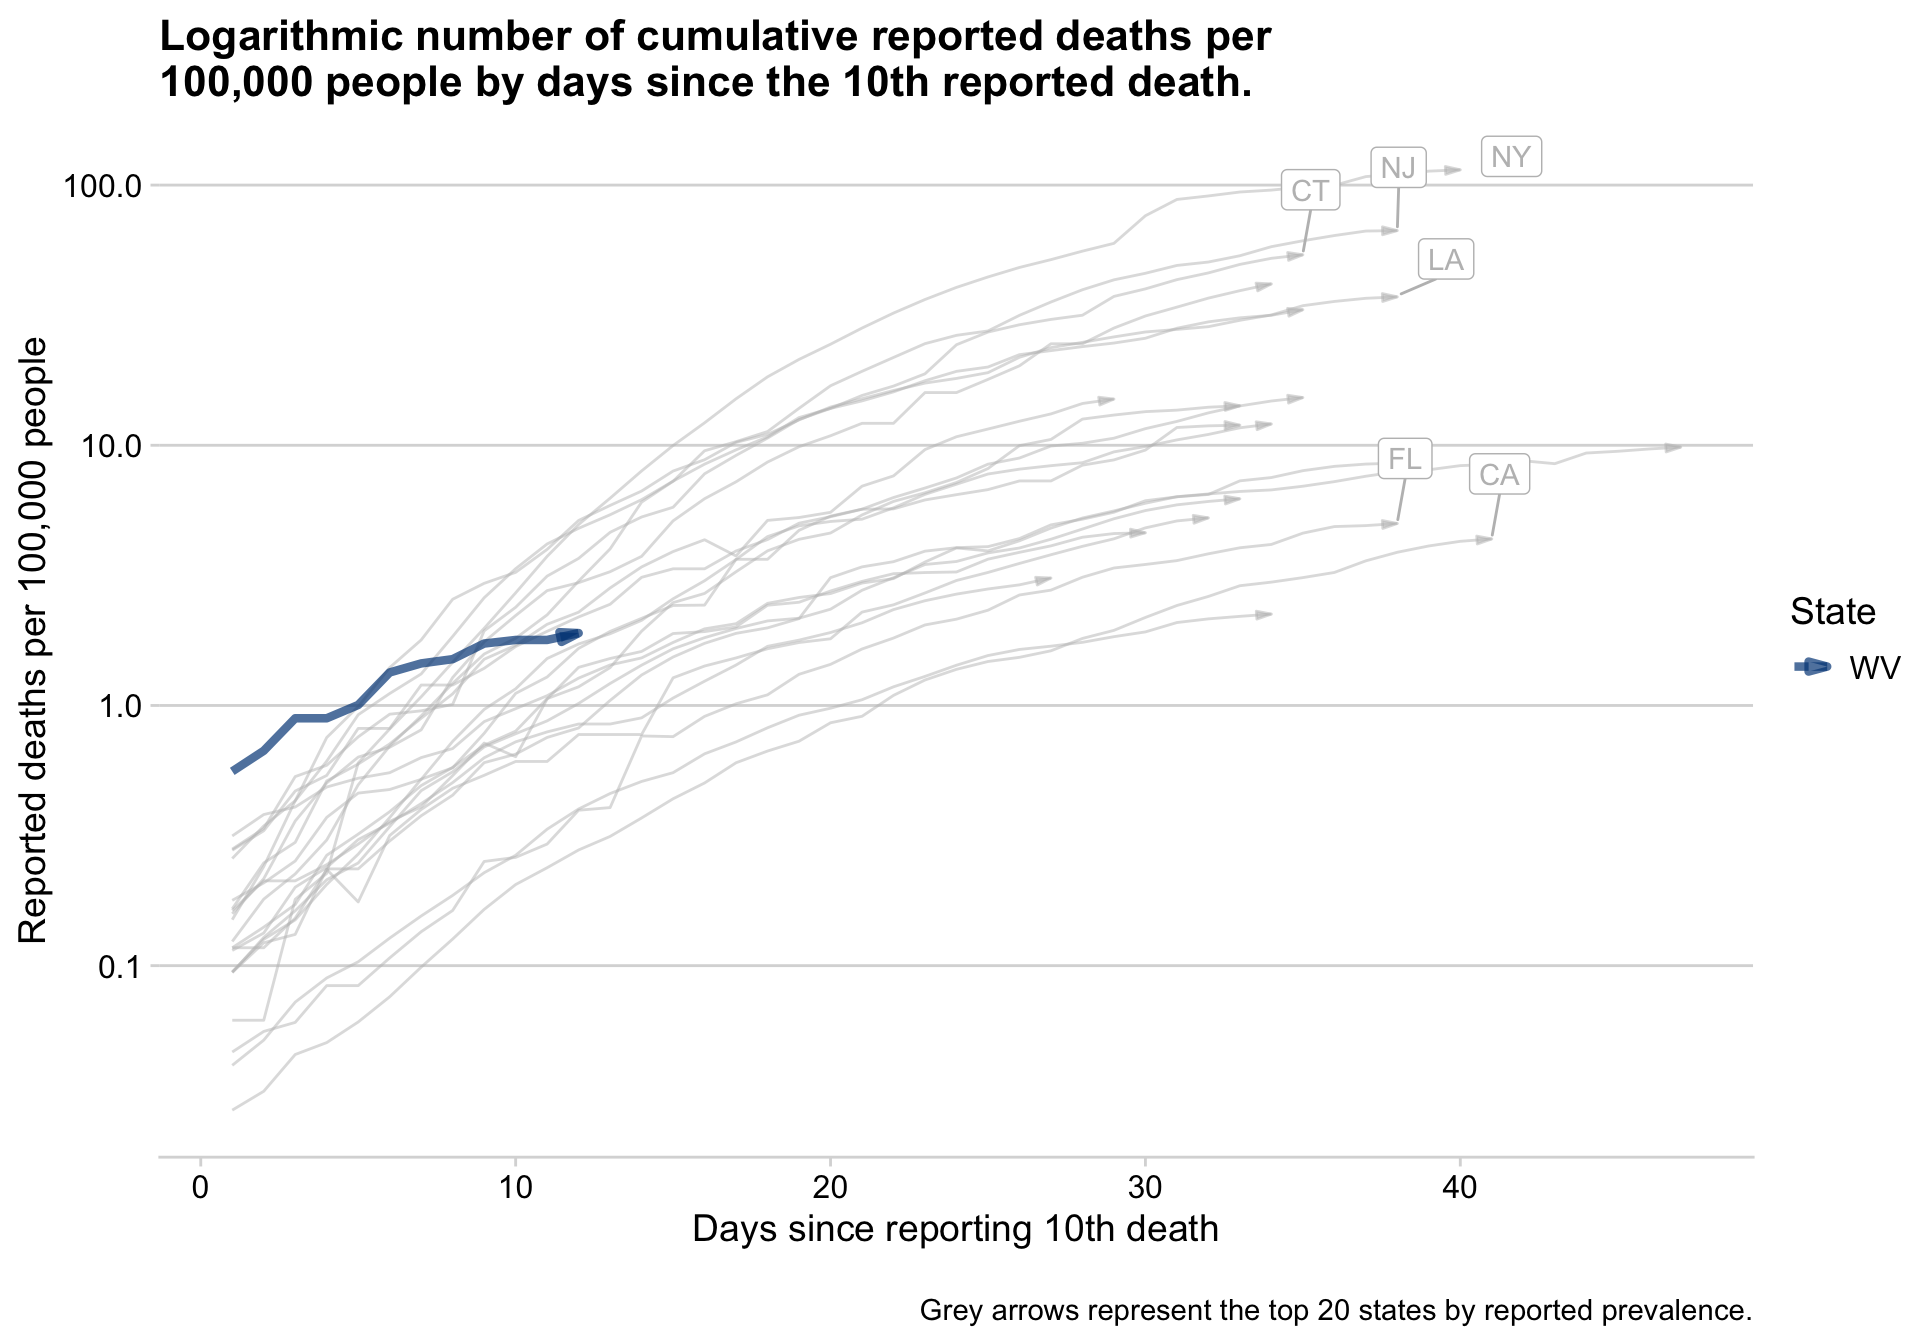 Logarithmic number of cumulative reported deaths per
100,000 people by days since the 10th reported death.
Reported deaths per 100,000 people
100.0
10.0
1.0
0.1
NY
NJ
CT
LA
FL
CA
State
WV
0
10
20
30
40
Days since reporting 10th death
Grey arrows represent the top 20 states by reported prevalence.